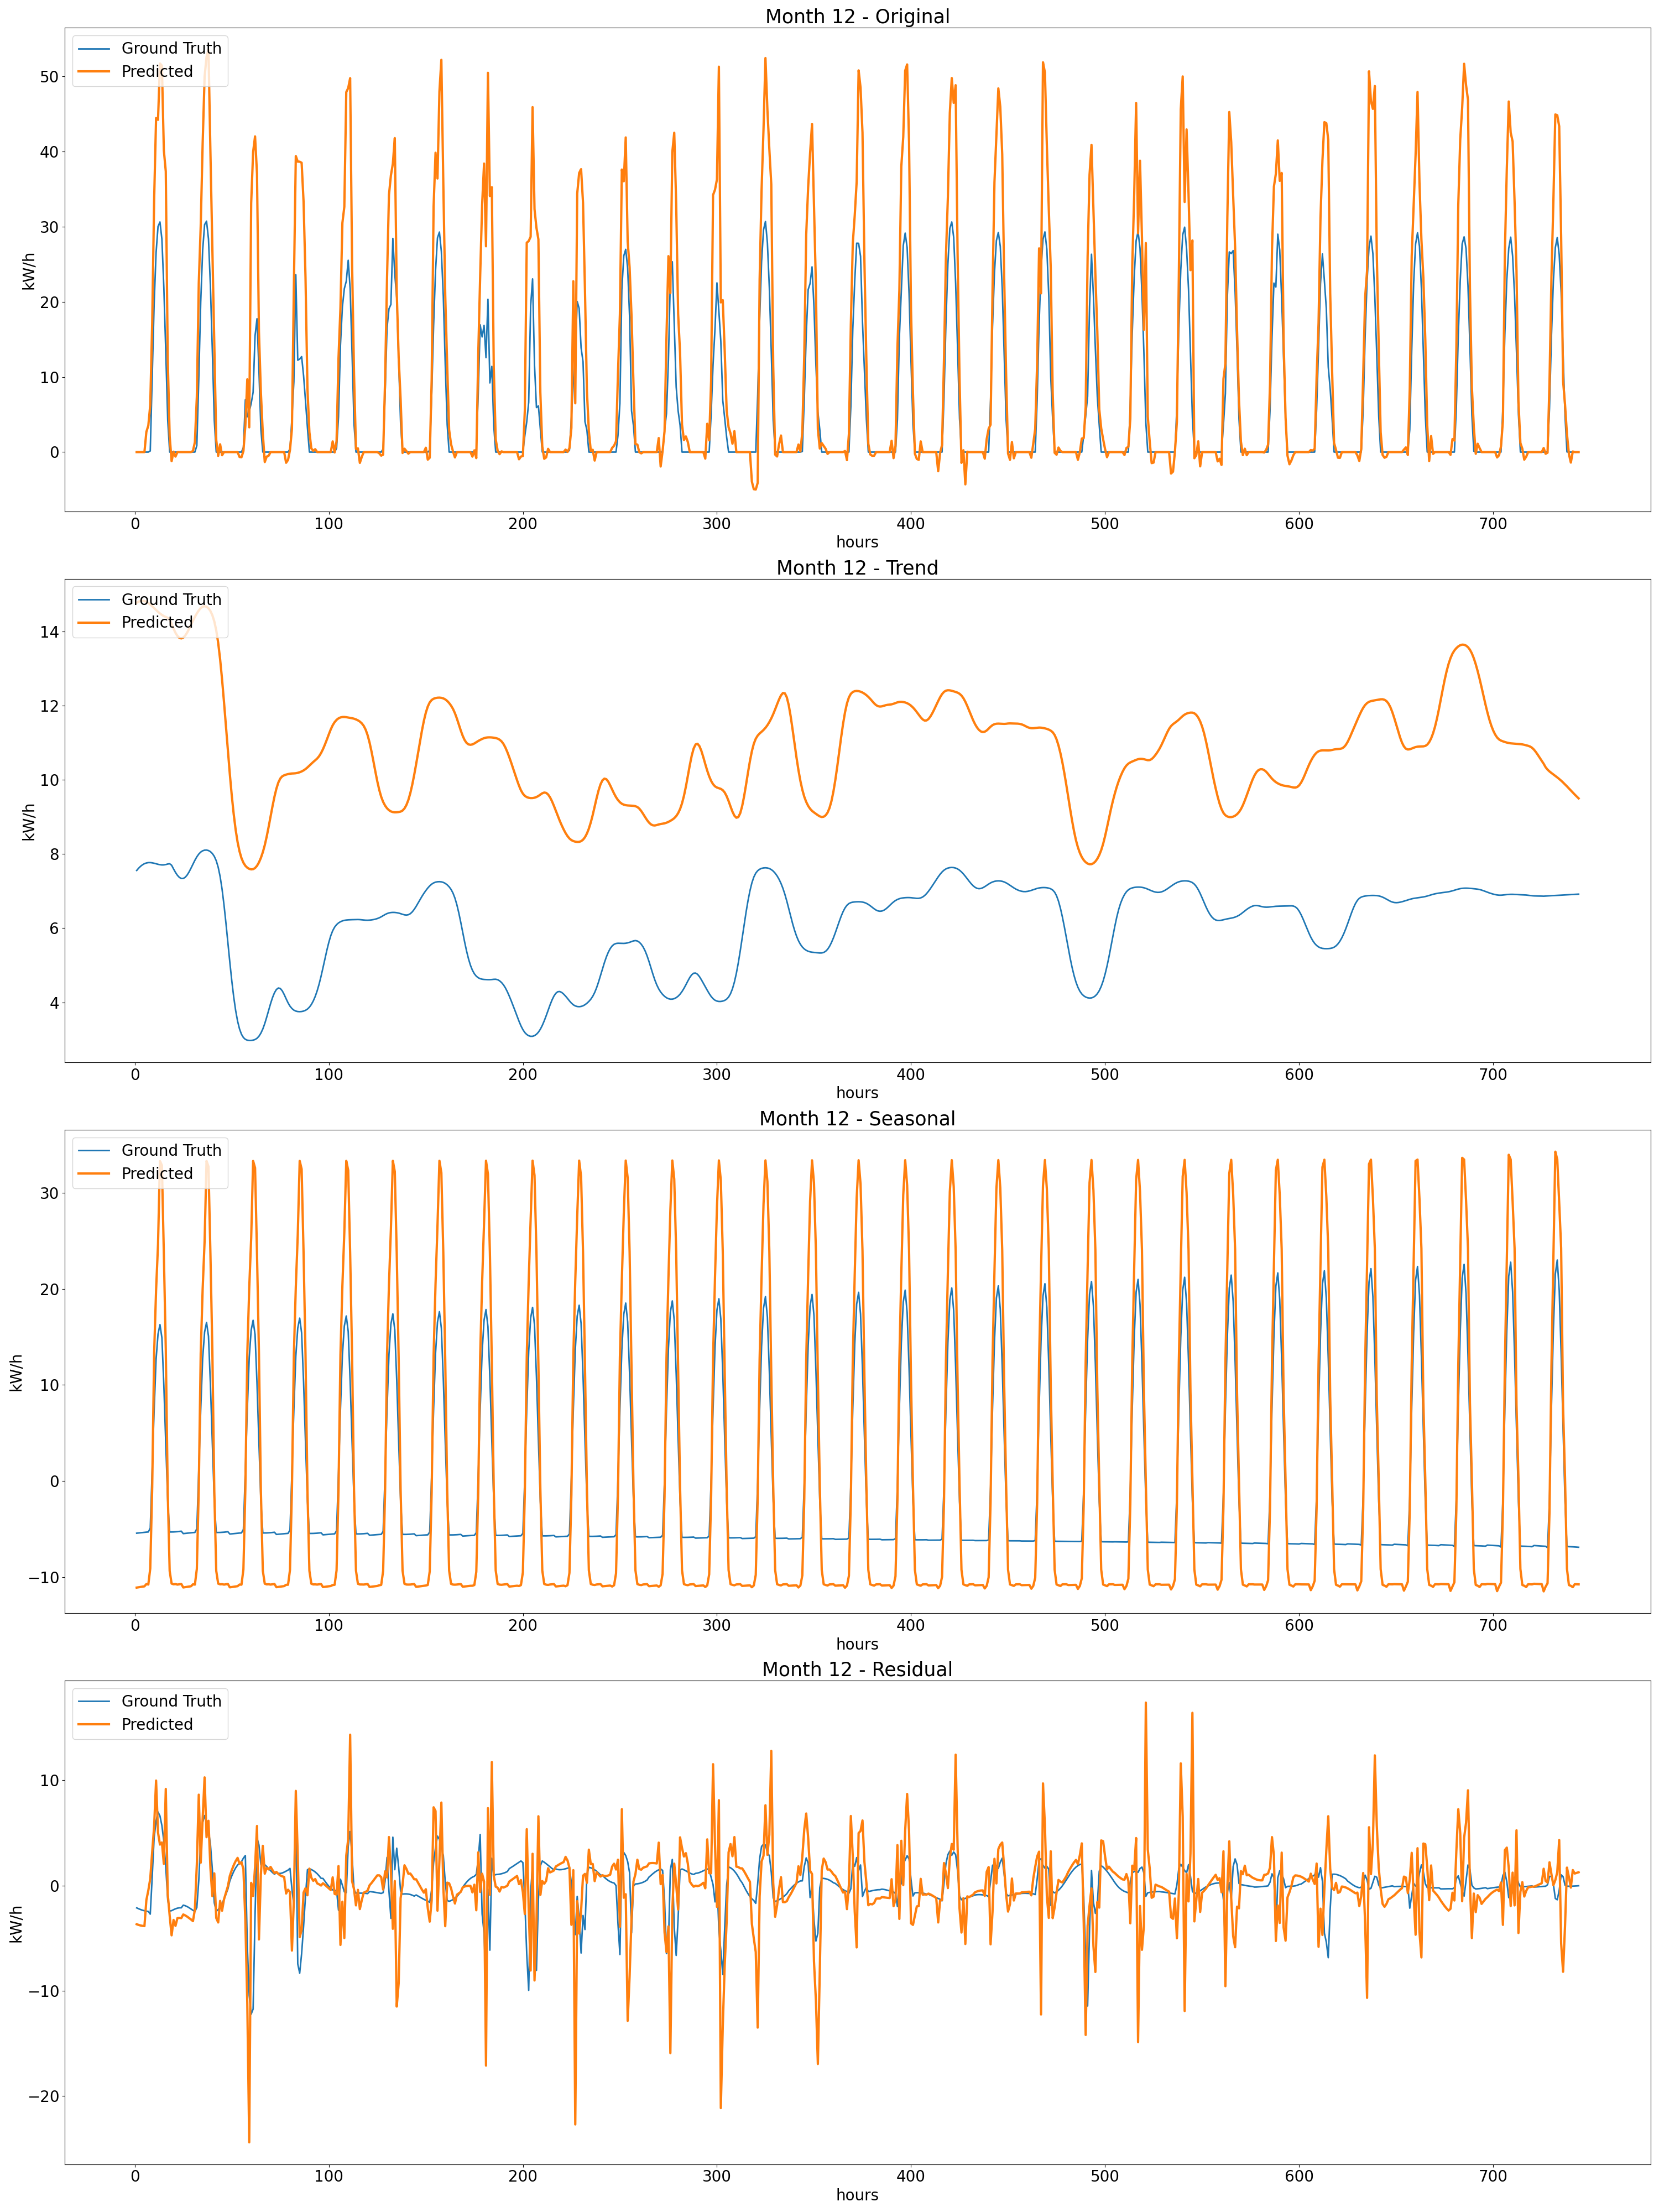 Month 12 - Original
Ground Truth
Predicted
kW/h
50
40
30
20
10
0
0 100 200 300 400 500 600 700
hours
Month 12 - Trend
Ground Truth
Predicted
kW/h
14
12
10
8
6
4
0 100 200 300 400 500 600 700
hours
Month 12 - Seasonal
Ground Truth
Predicted
kW/h
30
20
10
0
−10
0 100 200 300 400 500 600 700
hours
Month 12 - Residual
Ground Truth
Predicted
kW/h
10
0
−10
−20
0 100 200 300 400 500 600 700
hours